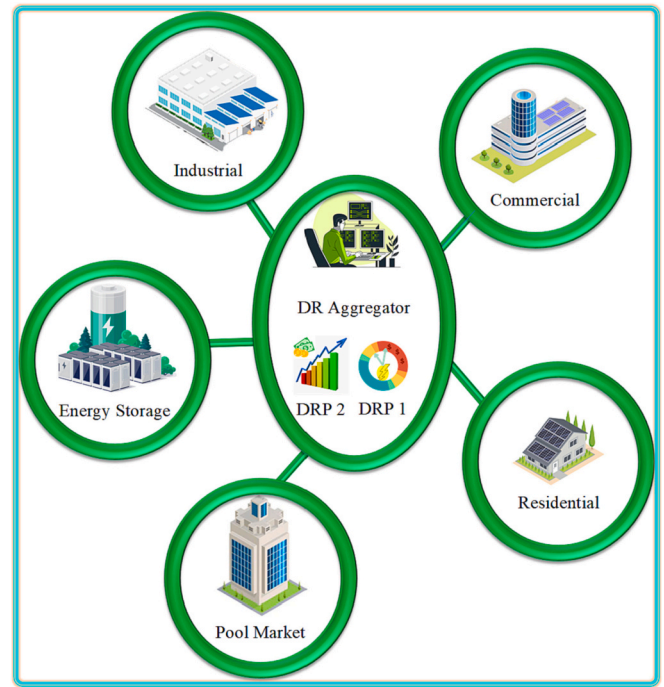 Industrial
Commercial
DR Aggregator
DRP 2 DRP 1
Energy Storage
Residential
Pool Market